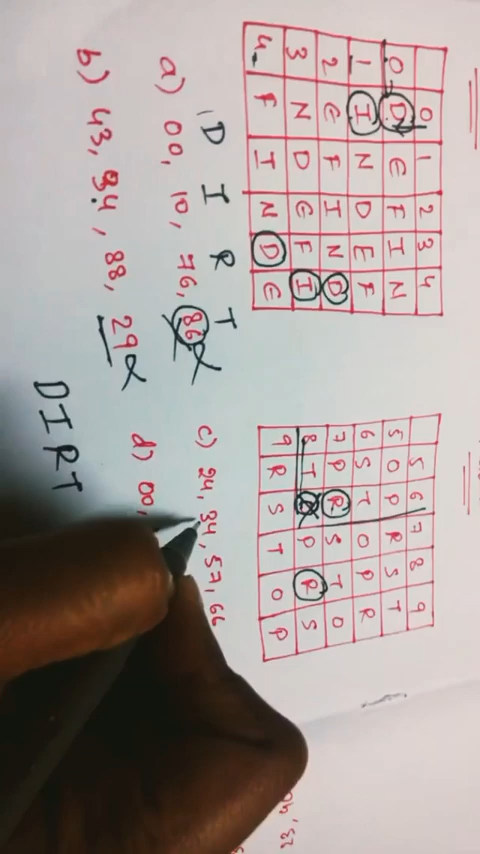 0 1 2 3 4
0 D E F I N
1 I N D E F
2 E F I N D
3 N D E F I
4 F I N D E
5 6 7 8 9
5 O P R S T
6 S T O P R
7 P R S T O
8 T O P R S
9 R S T O P
D I R T
a) 00, 10, 76, 86
b) 43, 34, 88, 29
c) 24, 34, 57, 66
d) 00,
DIRT